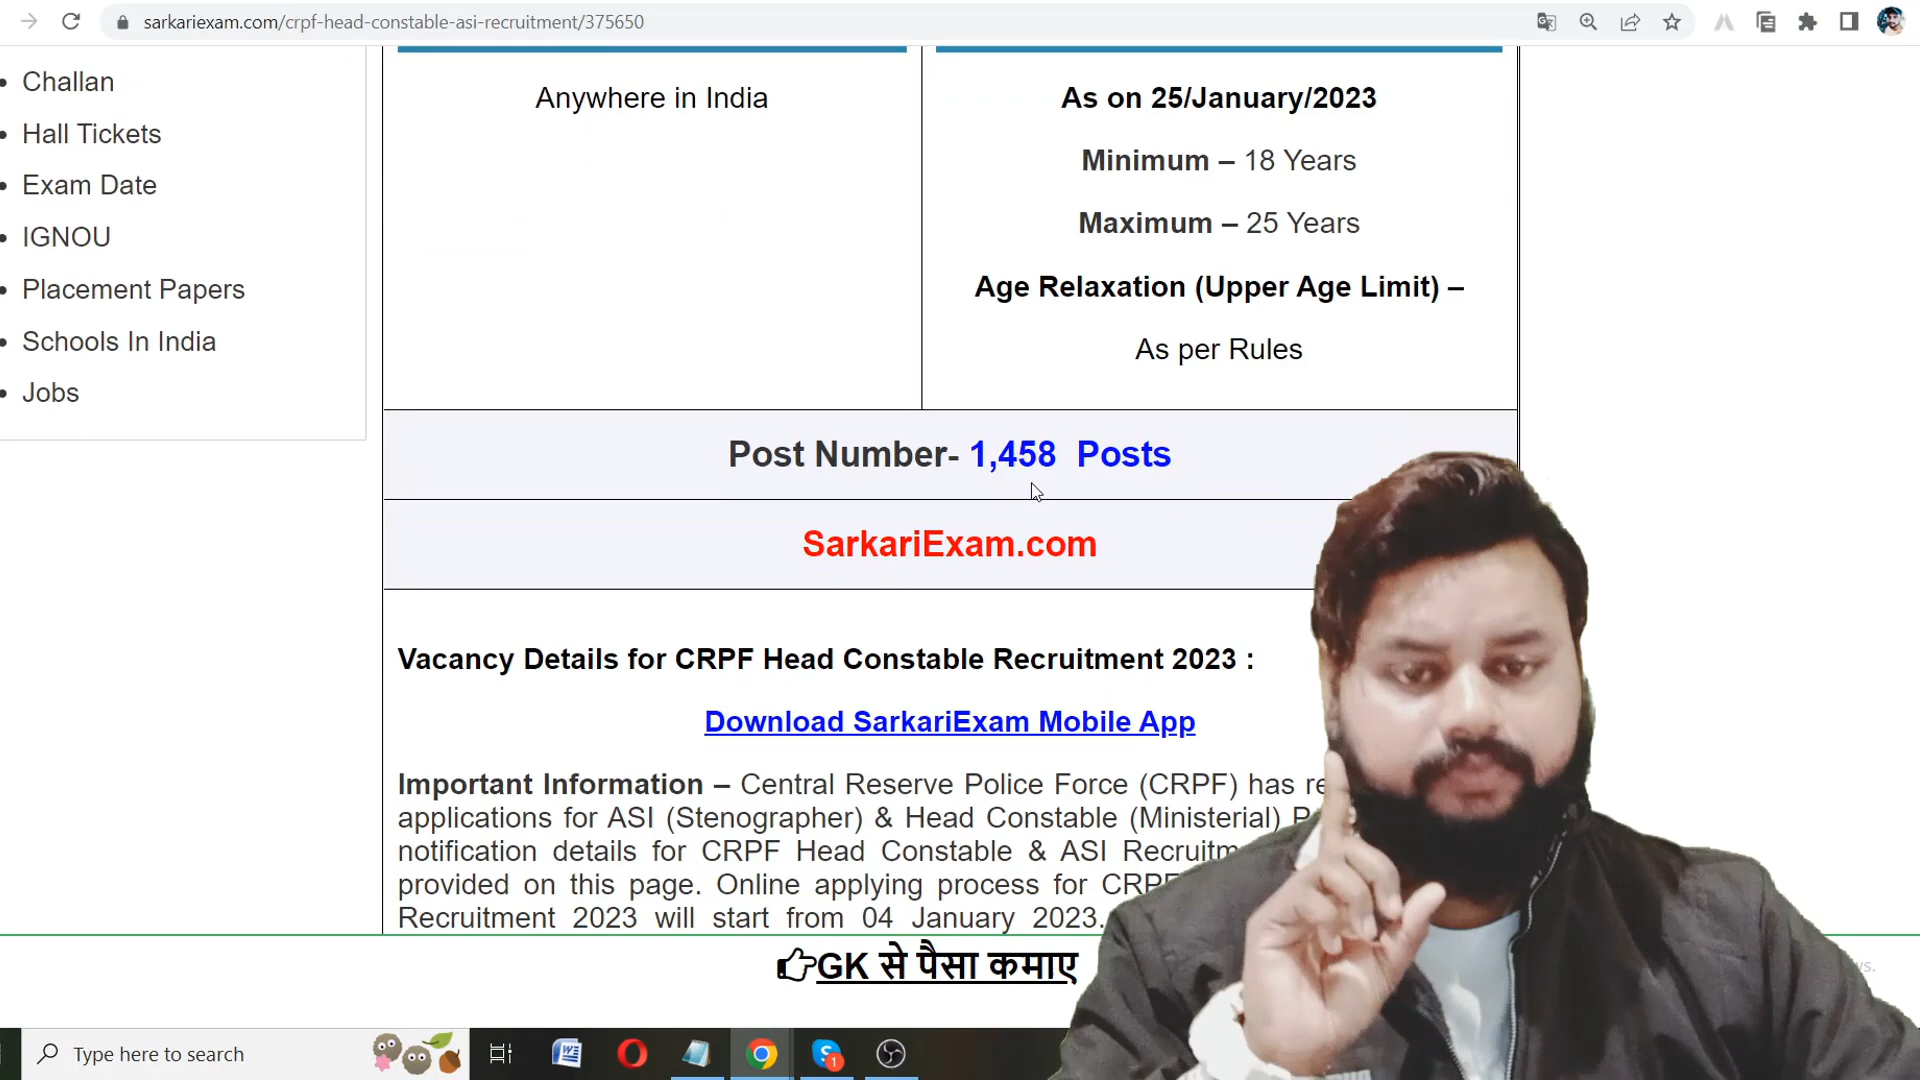 sarkariexam.com/crpf-head-constable-asi-recruitment/375650
Challan
Hall Tickets
Exam Date
IGNOU
Placement Papers
Schools In India
Jobs
Anywhere in India
As on 25/January/2023
Minimum – 18 Years
Maximum – 25 Years
Age Relaxation (Upper Age Limit) –
As per Rules
Post Number- 1,458 Posts
SarkariExam.com
Vacancy Details for CRPF Head Constable Recruitment 2023 :
Download SarkariExam Mobile App
Important Information – Central Reserve Police Force (CRPF) has
applications for ASI (Stenographer) & Head Constable (Ministerial)
notification details for CRPF Head Constable & ASI
provided on this page. Online applying process for
Recruitment 2023 will start from 04 January 2023.
GK से पैसा कमाए
Type here to search
1